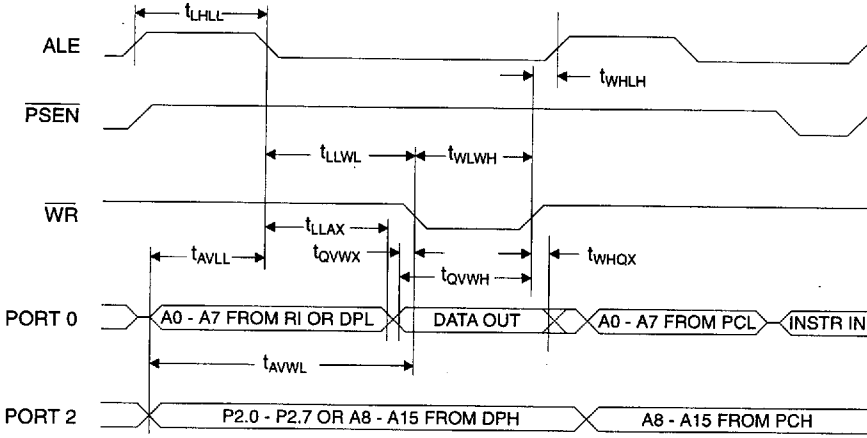 tLHLL
ALE
tWHLH
PSEN
tLLWL
tWLWH
WR
tLLAX
tAVLL
tQVWX
tWHQX
tQVWH
PORT 0
A0 - A7 FROM RI OR DPL
DATA OUT
A0 - A7 FROM PCL
INSTR IN
tAVWL
PORT 2
P2.0 - P2.7 OR A8 - A15 FROM DPH
A8 - A15 FROM PCH